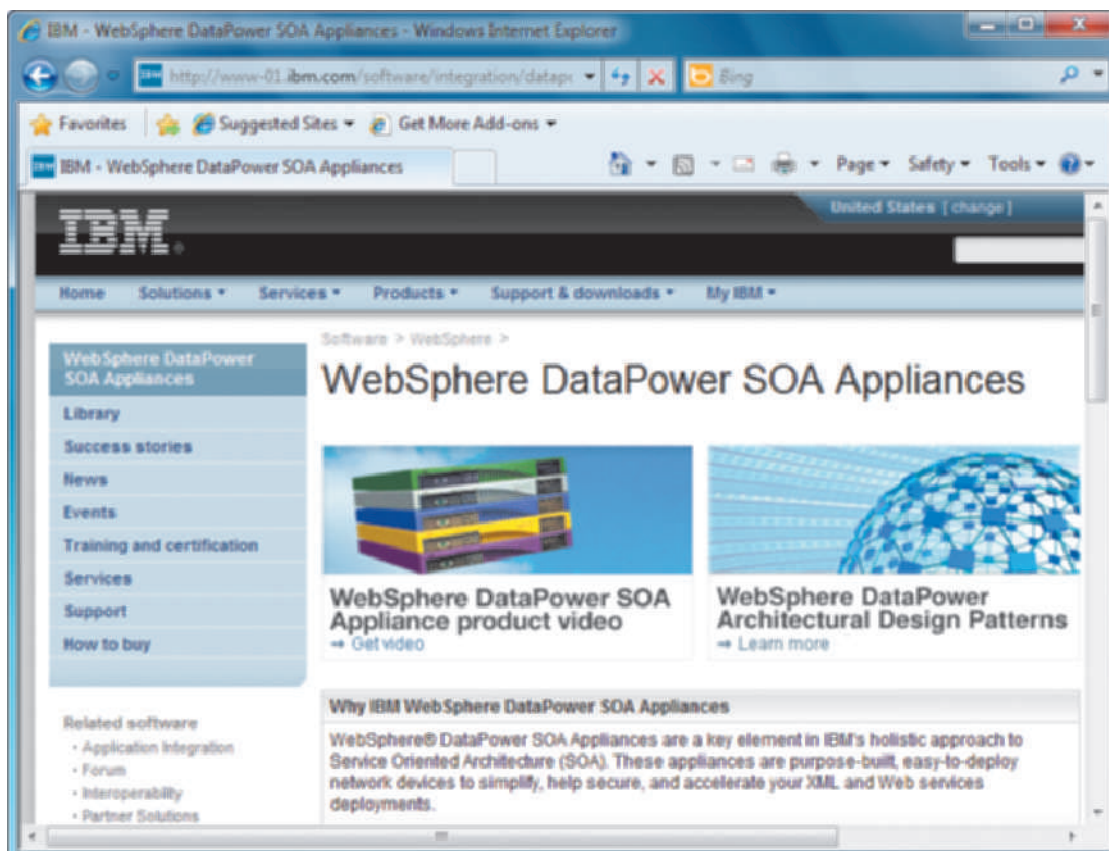 IBM - WebSphere DataPower SOA Appliances - Windows Internet Explorer
IBM http://www-01.ibm.com/software/integration/datap Bing
Favorites Suggested Sites Get More Add-ons
IBM IBM - WebSphere DataPower SOA Appliances Page Safety Tools
United States [ change ]
IBM®
Home Solutions Services Products Support & downloads My IBM
Software > WebSphere >
WebSphere DataPower
SOA Appliances
WebSphere DataPower SOA Appliances
Library
Success stories
News
Events
Training and certification
Services
Support
How to buy
WebSphere DataPower SOA
Appliance product video
→ Get video
WebSphere DataPower
Architectural Design Patterns
→ Learn more
Related software
· Application Integration
· Forum
· Interoperability
· Partner Solutions
Why IBM WebSphere DataPower SOA Appliances
WebSphere® DataPower SOA Appliances are a key element in IBM's holistic approach to
Service Oriented Architecture (SOA). These appliances are purpose-built, easy-to-deploy
network devices to simplify, help secure, and accelerate your XML and Web services
deployments.